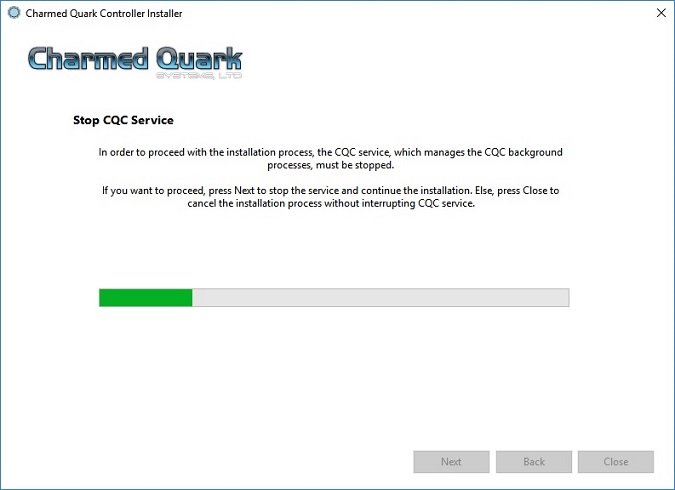 Charmed Quark Controller Installer
Charmed Quark
SYSTEMS, LTD
Stop CQC Service
In order to proceed with the installation process, the CQC service, which manages the CQC background
processes, must be stopped.
If you want to proceed, press Next to stop the service and continue the installation. Else, press Close to
cancel the installation process without interrupting CQC service.
Next
Back
Close